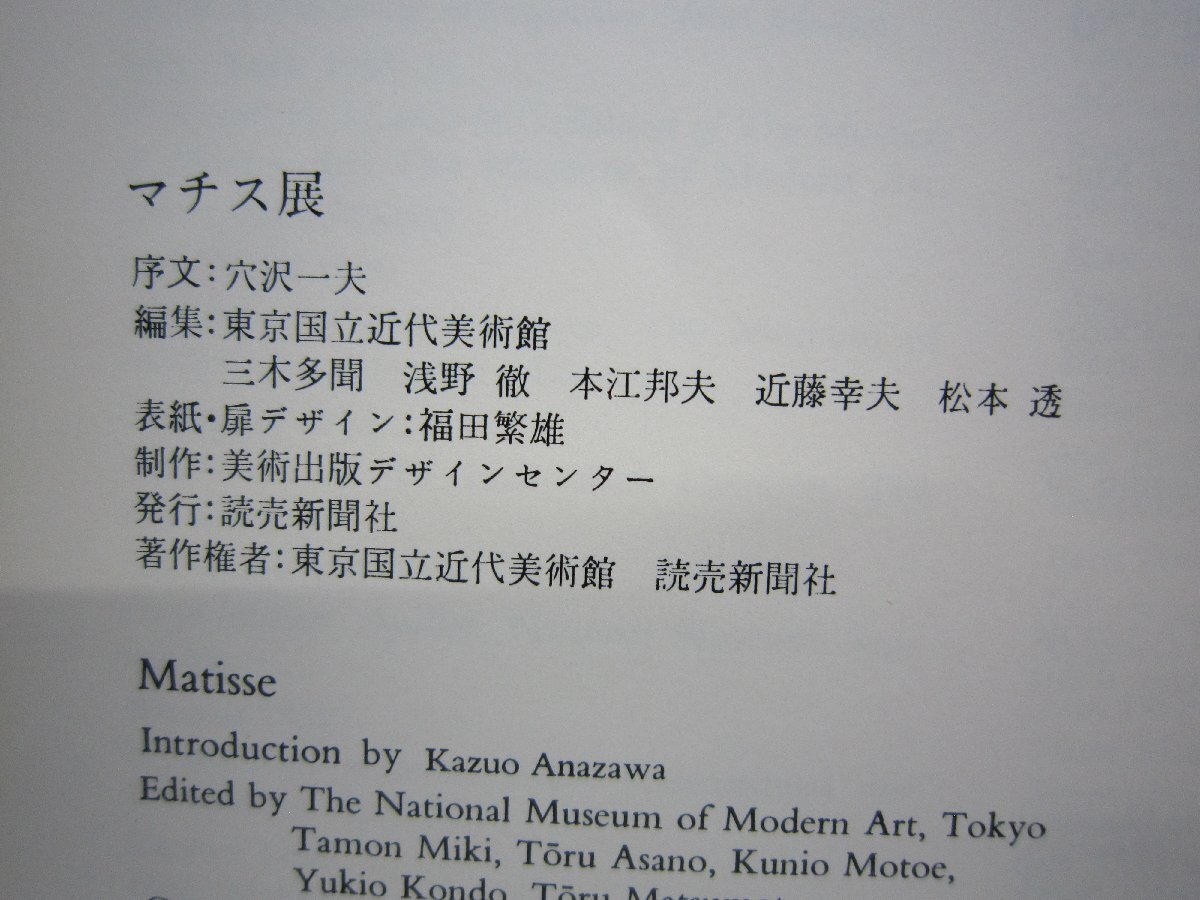 マチス展
序文：穴沢一夫
編集：東京国立近代美術館
三木多聞　浅野 徹　本江邦夫　近藤幸夫　松本 透
表紙・扉デザイン：福田繁雄
制作：美術出版デザインセンター
発行：読売新聞社
著作権者：東京国立近代美術館　読売新聞社
Matisse
Introduction by Kazuo Anazawa
Edited by The National Museum of Modern Art, Tokyo
Tamon Miki, Tōru Asano, Kunio Motoe,
Yukio Kondo, Tōru